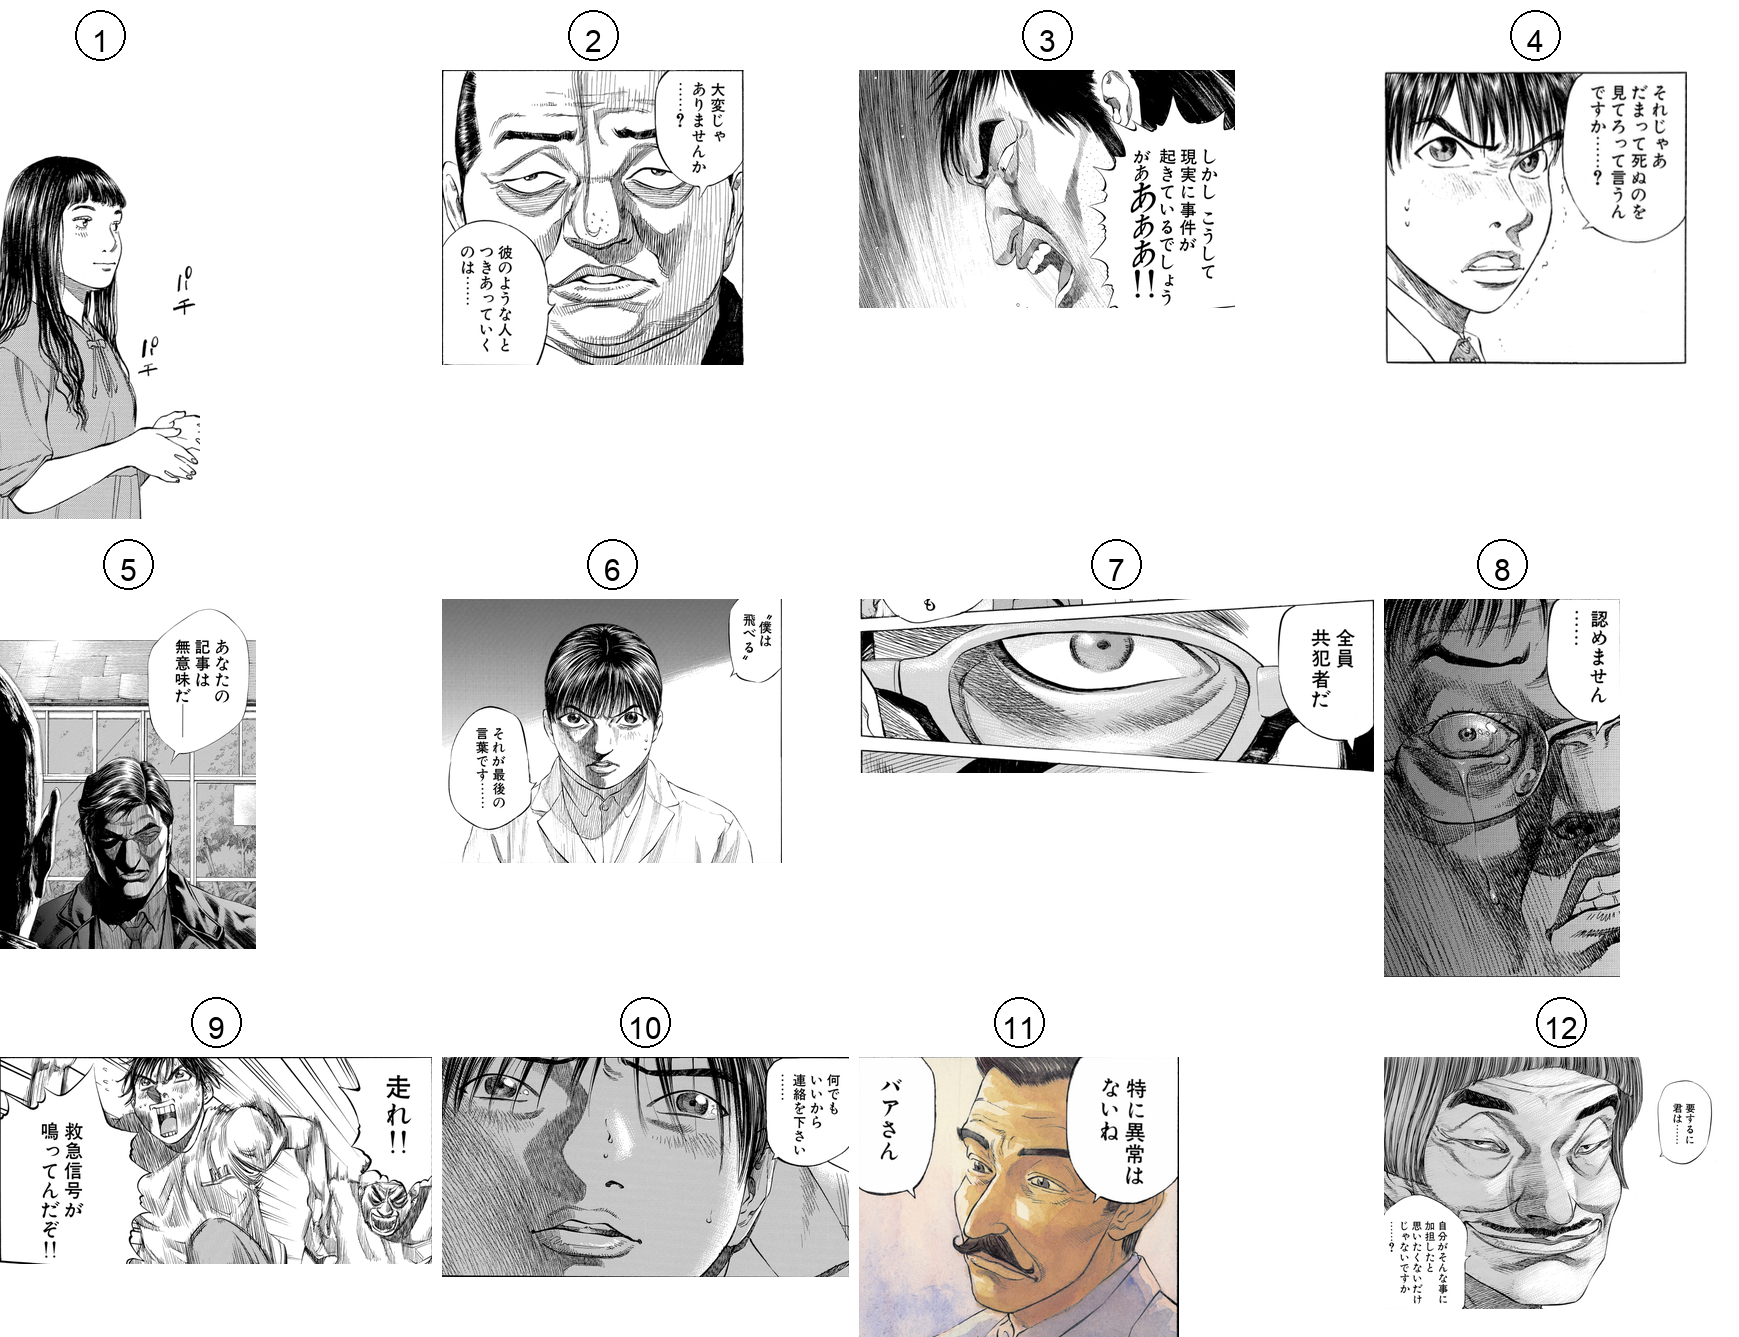 1
パチ
パチ
2
大変じゃ
ありませんか
……?
彼のような人と
つきあっていく
のは……
3
しかし こうして
現実に事件が
起きているでしょう
があああ!!
4
それじゃあ
だまって死ぬのを
見てろって言うん
ですか……?
5
あなたの
記事は
無意味だ──
6
“僕は
飛べる”
それが最後の
言葉です……
7
も
全員
共犯者だ
8
認めません
……
9
走れ!!
救急信号が
鳴ってんだぞ!!
10
何でも
いいから
連絡を下さい
……
11
特に異常は
ないね
バアさん
12
要するに
君は……
自分がそんな事に
加担したと
思いたくないだけ
じゃないですか
……?